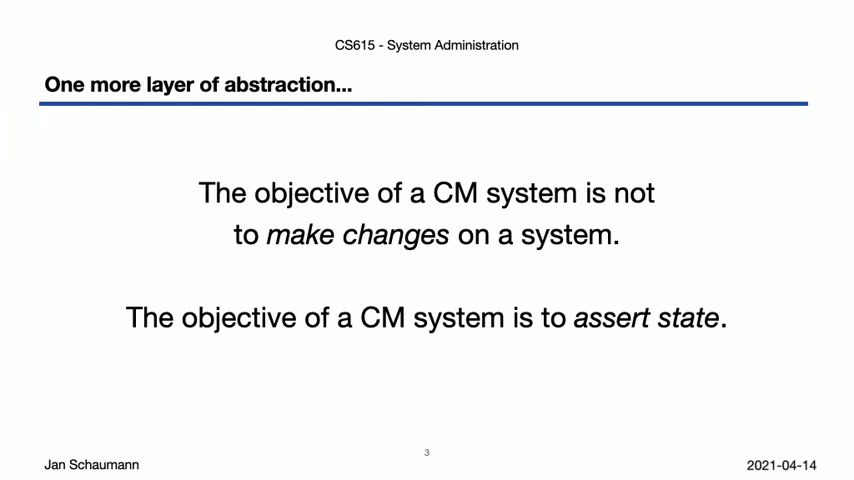 CS615 - System Administration
One more layer of abstraction...
The objective of a CM system is not
to make changes on a system.
The objective of a CM system is to assert state.
3
Jan Schaumann
2021-04-14